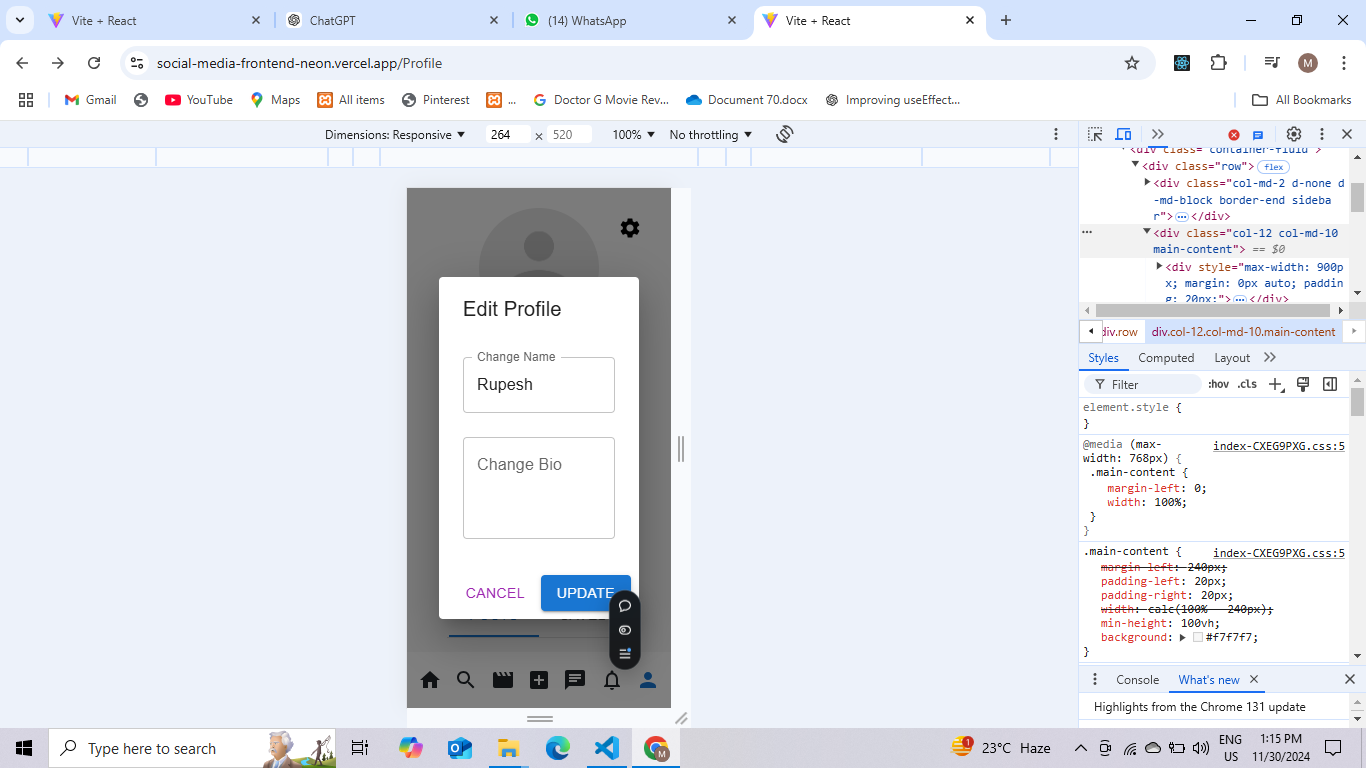 Vite + React
ChatGPT
(14) WhatsApp
Vite + React
social-media-frontend-neon.vercel.app/Profile
M
Gmail
YouTube
Maps
All items
Pinterest
...
Doctor G Movie Rev...
Document 70.docx
Improving useEffect...
All Bookmarks
Dimensions: Responsive
264
×
520
100%
No throttling
<div class="container-fluid">
<div class="row"> flex
<div class="col-md-2 d-none d
-md-block border-end sideba
r"> ⋯ </div>
<div class="col-12 col-md-10
main-content"> == $0
<div style="max-width: 900p
x; margin: 0px auto; paddin
g: 20px;"> ⋯ </div>
div.row
div.col-12.col-md-10.main-content
Styles
Computed
Layout
Filter
:hov
.cls
element.style {
}
@media (max-
width: 768px) {
index-CXEG9PXG.css:5
.main-content {
margin-left: 0;
width: 100%;
}
}
.main-content {
index-CXEG9PXG.css:5
margin-left: 240px;
padding-left: 20px;
padding-right: 20px;
width: calc(100% - 240px);
min-height: 100vh;
background: #f7f7f7;
}
Console
What's new
Highlights from the Chrome 131 update
Edit Profile
Change Name
Rupesh
Change Bio
CANCEL
UPDATE
Type here to search
M
1
23°C Haze
ENG
US
1:15 PM
11/30/2024